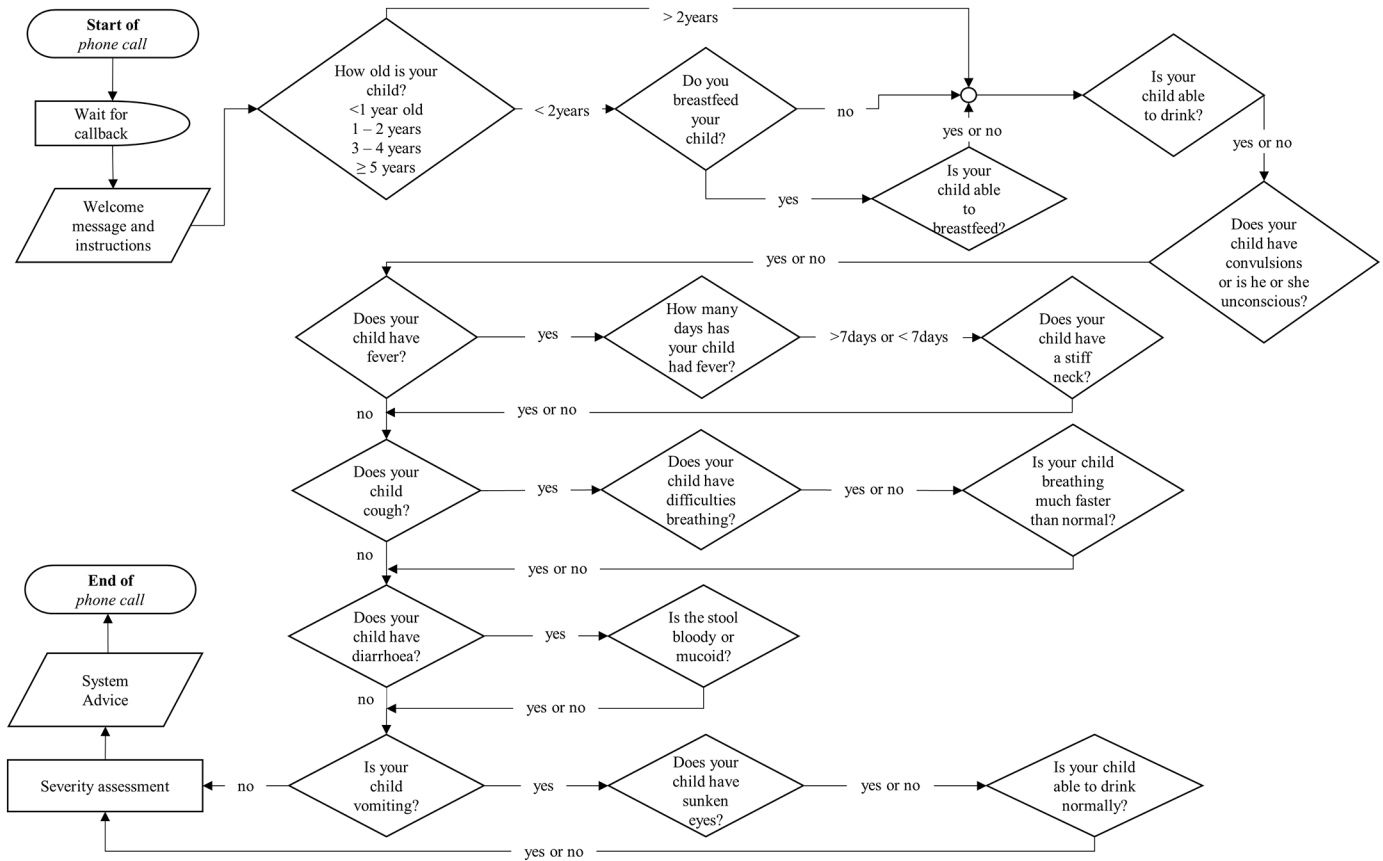 Start of
phone call
Wait for
callback
Welcome
message and
instructions
How old is your
child?
<1 year old
1 – 2 years
3 – 4 years
≥ 5 years
> 2years
< 2years
Do you
breastfeed
your
child?
no
yes
Is your
child able
to
breastfeed?
yes or no
Is your
child able
to drink?
yes or no
Does your
child have
convulsions
or is he or she
unconscious?
yes or no
Does your
child have
fever?
yes
How many
days has
your child
had fever?
>7days or < 7days
Does your
child have
a stiff
neck?
no
yes or no
Does your
child
cough?
yes
Does your
child have
difficulties
breathing?
yes or no
Is your child
breathing
much faster
than normal?
no
yes or no
Does your
child have
diarrhoea?
yes
Is the stool
bloody or
mucoid?
no
yes or no
Is your
child
vomiting?
yes
Does your
child have
sunken
eyes?
yes or no
Is your child
able to drink
normally?
no
yes or no
Severity assessment
System
Advice
End of
phone call